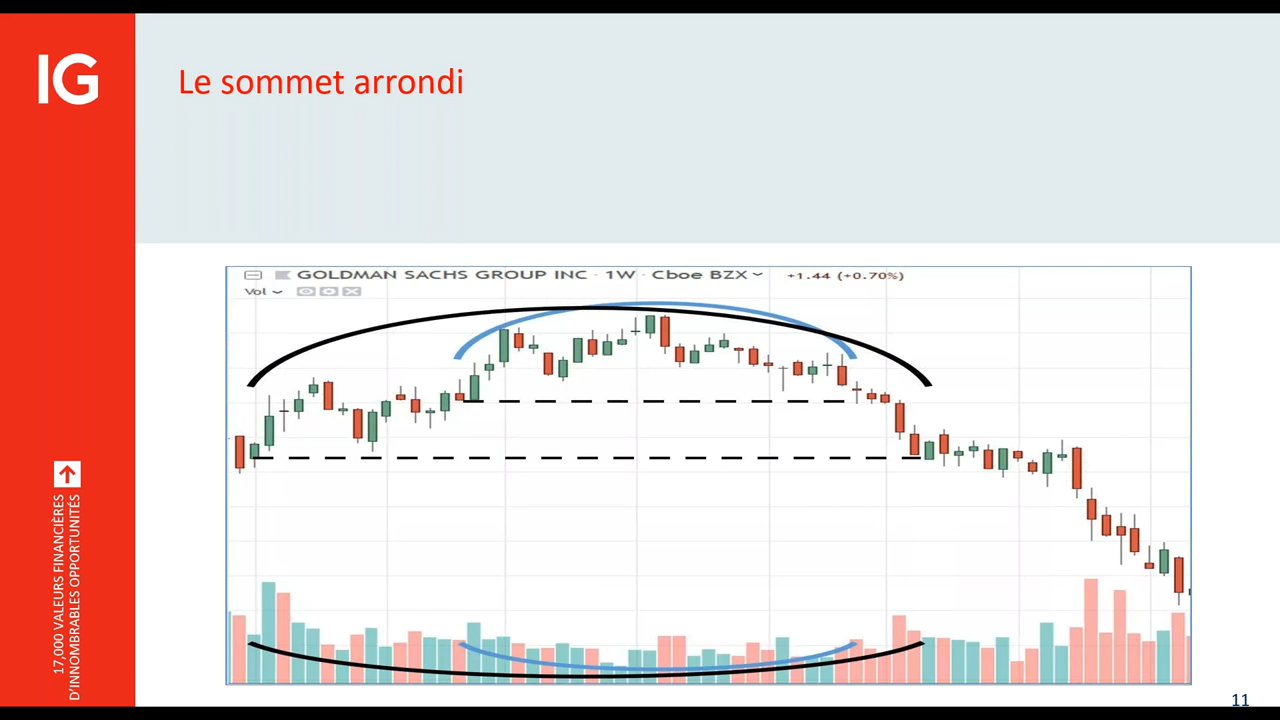 IG
Le sommet arrondi
GOLDMAN SACHS GROUP INC · 1W · Cboe BZX +1.44 (+0.70%)
Vol
17,000 VALEURS FINANCIÈRES
D'INNOMBRABLES OPPORTUNITÉS
11